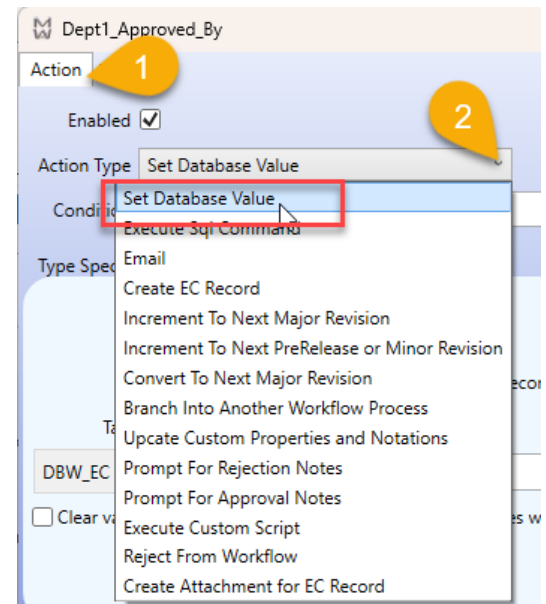 Dept1_Approved_By
Action 1
Enabled
2
Action Type Set Database Value
Set Database Value
Execute Sql Command
Email
Type Spec
Create EC Record
Increment To Next Major Revision
Increment To Next PreRelease or Minor Revision
Convert To Next Major Revision
Branch Into Another Workflow Process
Upcate Custom Properties and Notations
Prompt For Rejection Notes
DBW_EC
Prompt For Approval Notes
Clear
Execute Custom Script
Reject From Workflow
Create Attachment for EC Record